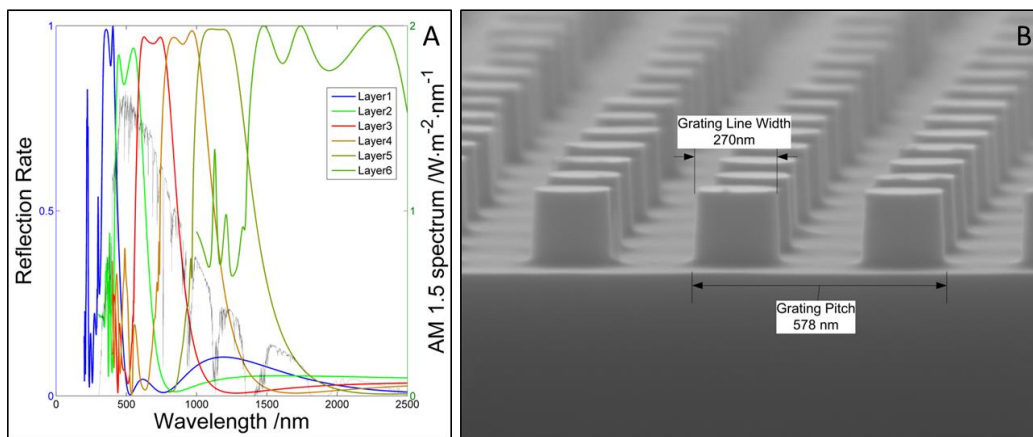 A
Reflection Rate
AM 1.5 spectrum /W·m⁻²·nm⁻¹
Wavelength /nm
1
0.5
0
2
1
0
0
500
1000
1500
2000
2500
Layer1
Layer2
Layer3
Layer4
Layer5
Layer6
B
Grating Line Width
270nm
Grating Pitch
578 nm